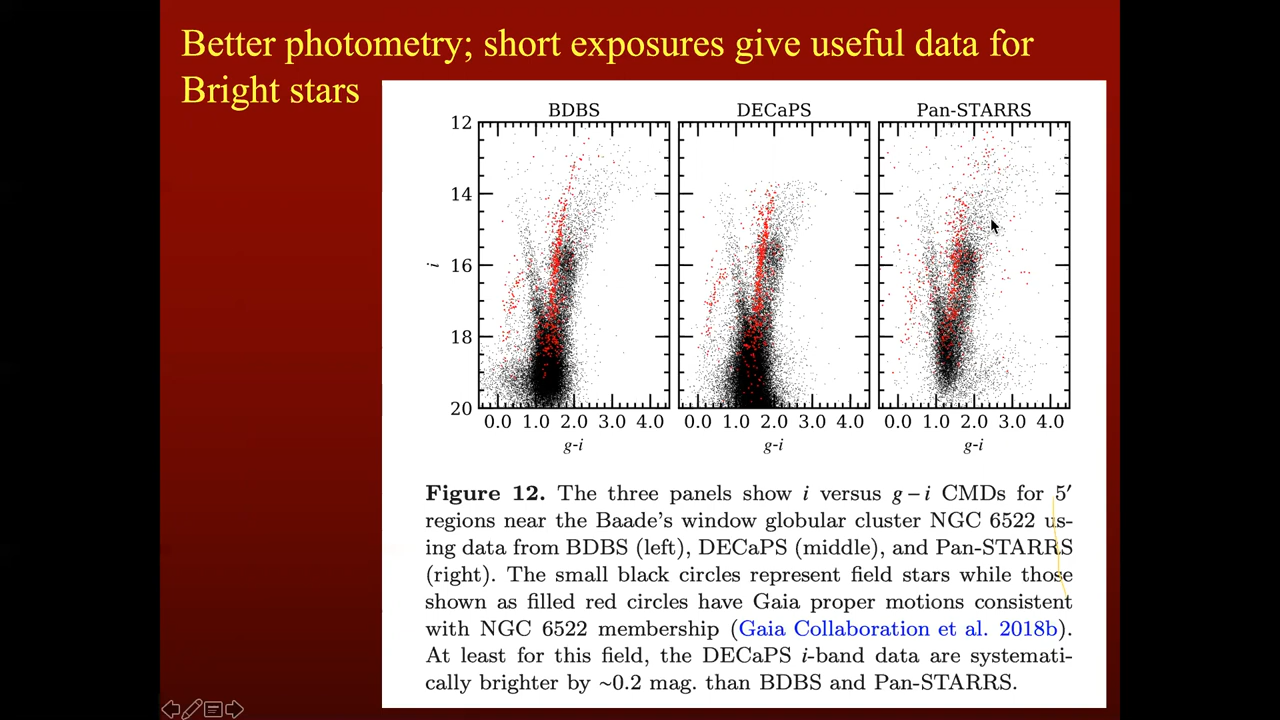 Better photometry; short exposures give useful data for
Bright stars
BDBS
DECaPS
Pan-STARRS
12
14
16
18
20
i
0.0 1.0 2.0 3.0 4.0
0.0 1.0 2.0 3.0 4.0
0.0 1.0 2.0 3.0 4.0
g-i
g-i
g-i
Figure 12. The three panels show i versus g − i CMDs for 5′
regions near the Baade's window globular cluster NGC 6522 us-
ing data from BDBS (left), DECaPS (middle), and Pan-STARRS
(right). The small black circles represent field stars while those
shown as filled red circles have Gaia proper motions consistent
with NGC 6522 membership (Gaia Collaboration et al. 2018b).
At least for this field, the DECaPS i-band data are systemati-
cally brighter by ~0.2 mag. than BDBS and Pan-STARRS.